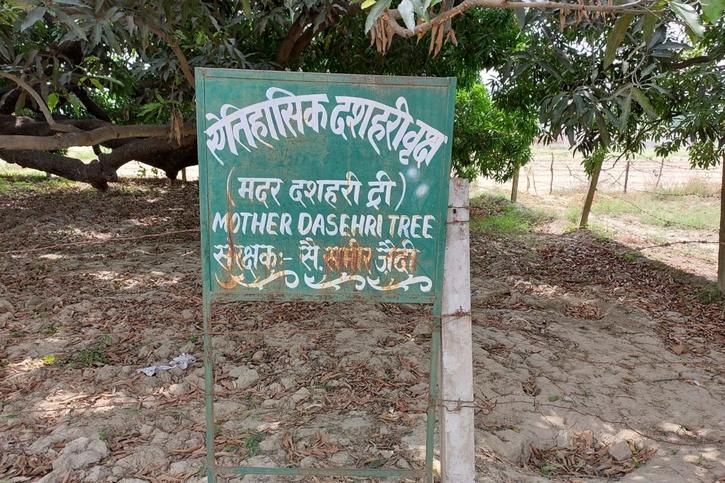 ऐतिहासिक दशहरी वृक्ष
(मदर दशहरी ट्री)
MOTHER DASEHRI TREE
संरक्षक:- सै. समीर ज़ैदी